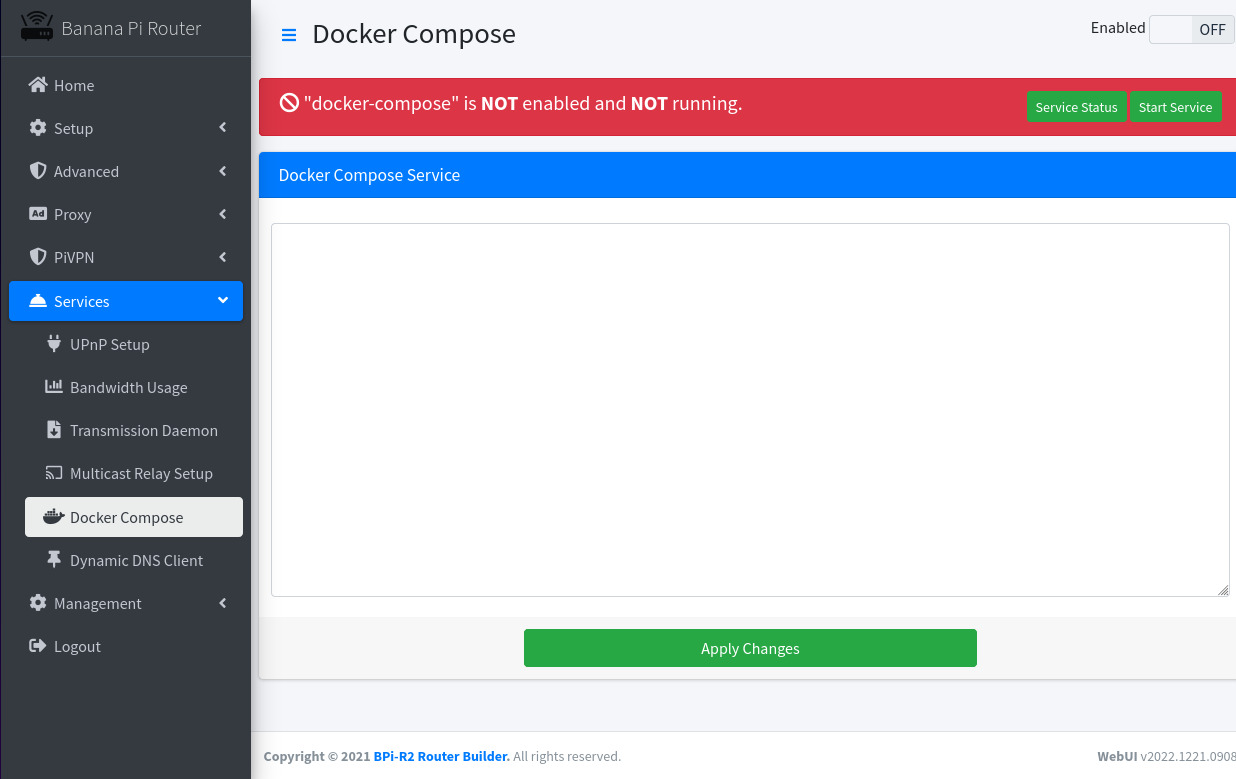 Banana Pi Router
Home
Setup
Advanced
Ad Proxy
PiVPN
Services
UPnP Setup
Bandwidth Usage
Transmission Daemon
Multicast Relay Setup
Docker Compose
Dynamic DNS Client
Management
Logout
Docker Compose
Enabled OFF
"docker-compose" is NOT enabled and NOT running.
Service Status Start Service
Docker Compose Service
Apply Changes
Copyright © 2021 BPi-R2 Router Builder. All rights reserved.
WebUI v2022.1221.0908